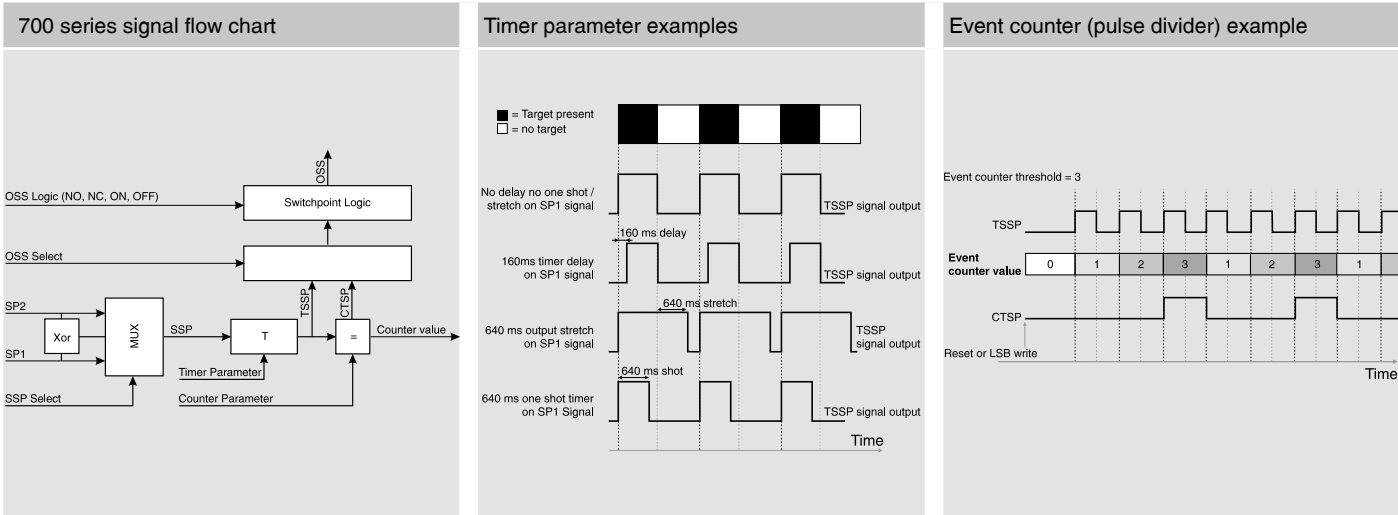 700 series signal flow chart
OSS
OSS Logic (NO, NC, ON, OFF)
Switchpoint Logic
OSS Select
TSSP
CTSP
SP2
MUX
SSP
Counter value
Xor
T
=
SP1
Timer Parameter
SSP Select
Counter Parameter
Timer parameter examples
= Target present
= no target
No delay no one shot /
stretch on SP1 signal
TSSP signal output
160 ms delay
160ms timer delay
on SP1 signal
TSSP signal output
640 ms stretch
640 ms output stretch
on SP1 signal
TSSP
signal output
640 ms shot
640 ms one shot timer
on SP1 Signal
TSSP signal output
Time
Event counter (pulse divider) example
Event counter threshold = 3
TSSP
Event
counter value
0 1 2 3 1 2 3 1
CTSP
Reset or LSB write
Time